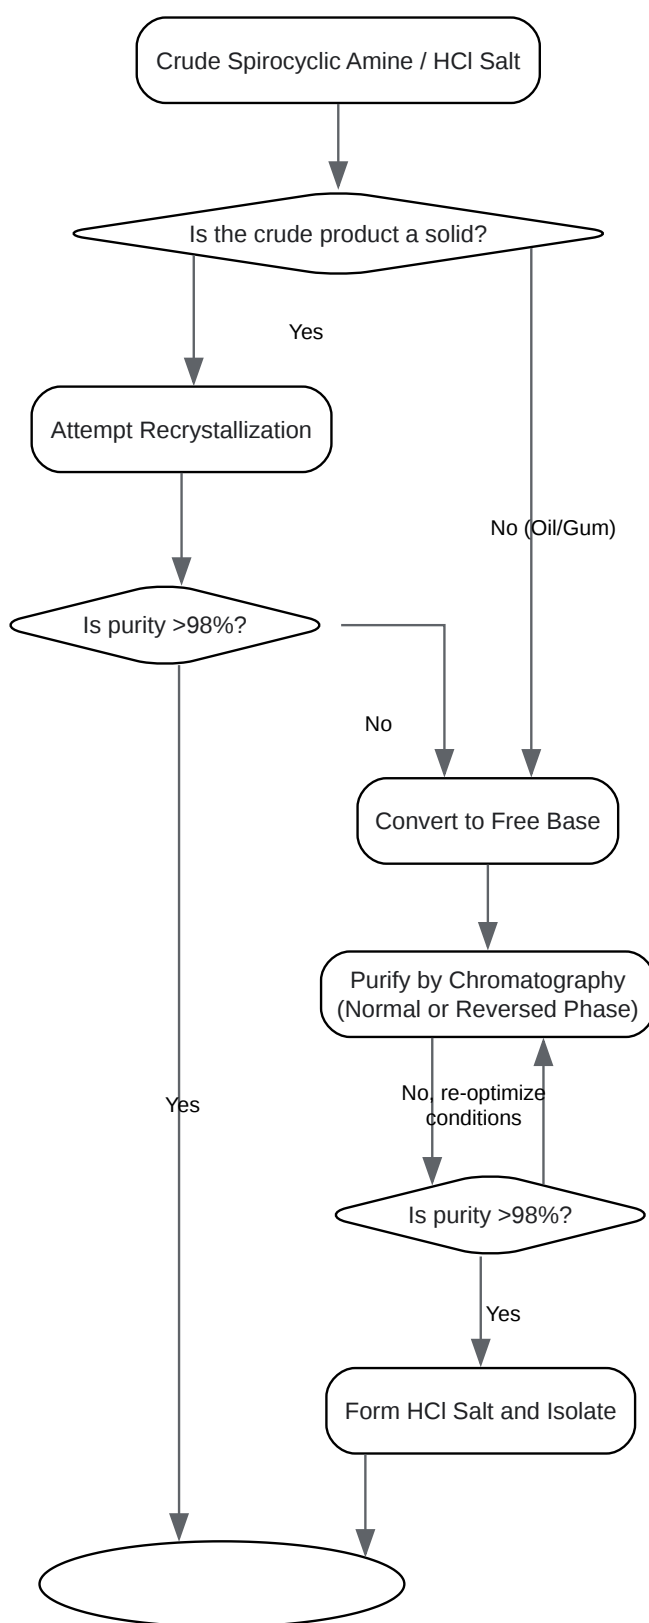 Crude Spirocyclic Amine / HCl Salt
Is the crude product a solid?
Yes
Attempt Recrystallization
No (Oil/Gum)
Is purity >98%?
No
Convert to Free Base
Purify by Chromatography
(Normal or Reversed Phase)
No, re-optimize
conditions
Yes
Is purity >98%?
Yes
Form HCl Salt and Isolate